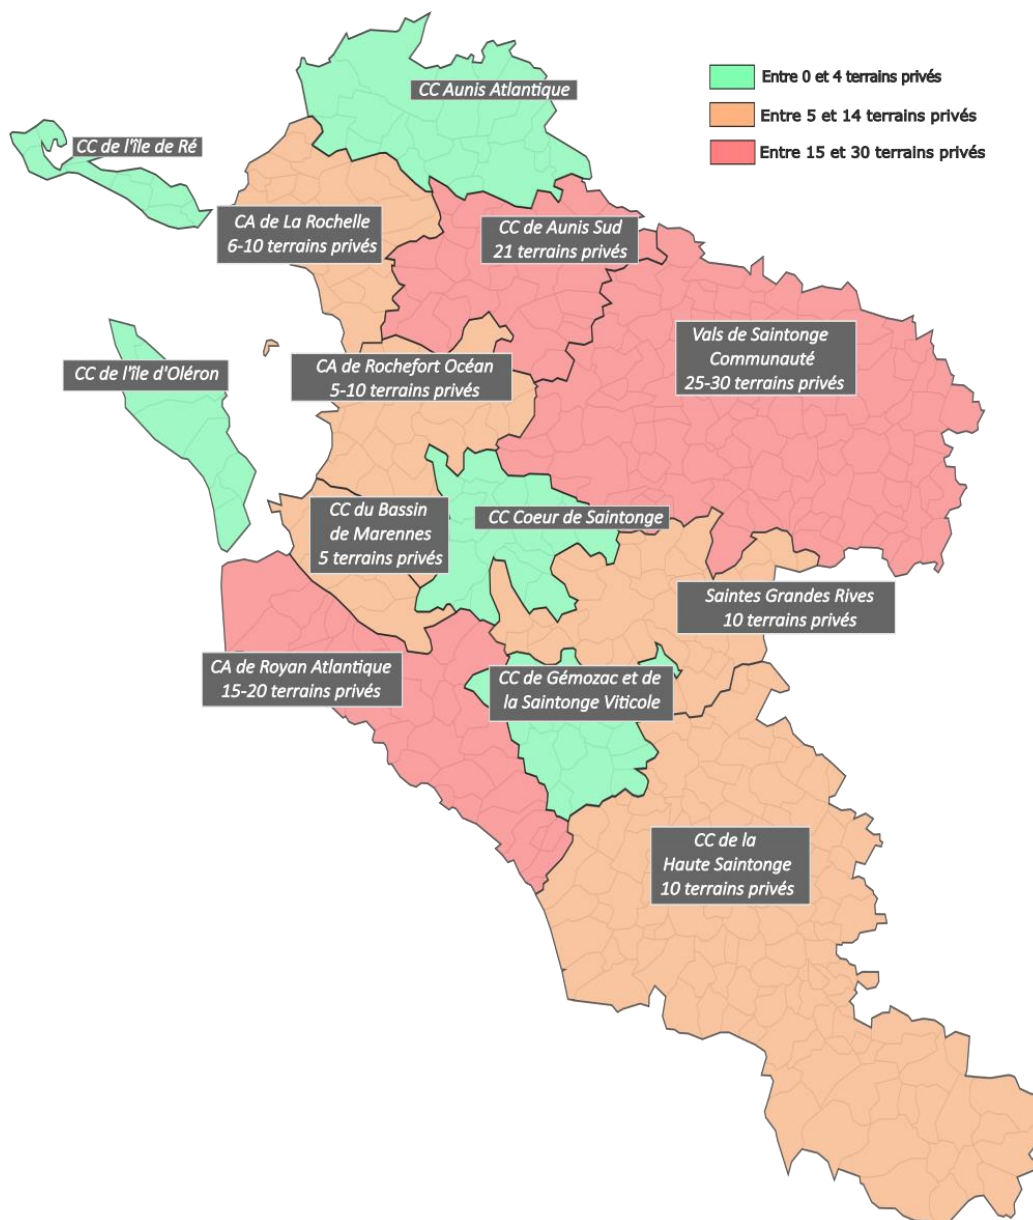 CC Aunis Atlantique
Entre 0 et 4 terrains privés
Entre 5 et 14 terrains privés
Entre 15 et 30 terrains privés
CC de l'île de Ré
CA de La Rochelle
6-10 terrains privés
CC de Aunis Sud
21 terrains privés
Vals de Saintonge
Communauté
25-30 terrains privés
CC de l'île d'Oléron
CA de Rochefort Océan
5-10 terrains privés
CC du Bassin
de Marennes
5 terrains privés
CC Coeur de Saintonge
Saintes Grandes Rives
10 terrains privés
CA de Royan Atlantique
15-20 terrains privés
CC de Gémozac et de
la Saintonge Viticole
CC de la
Haute Saintonge
10 terrains privés